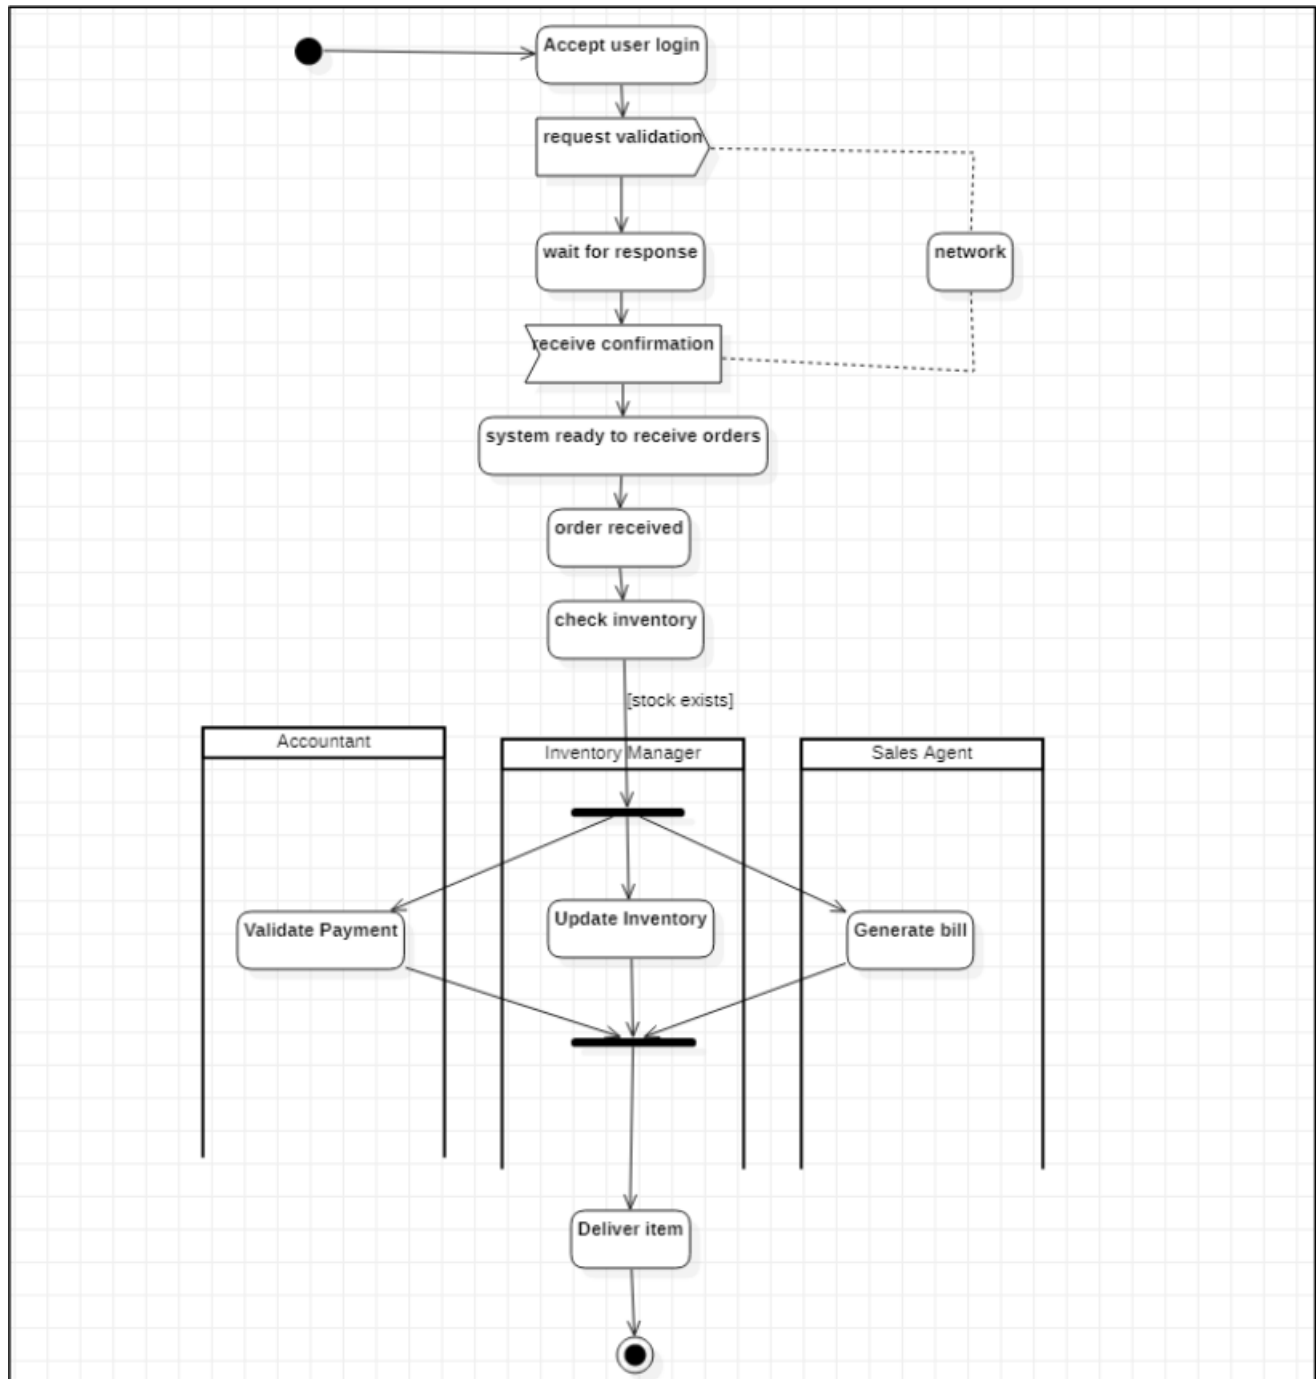 Accept user login
request validation
wait for response
network
receive confirmation
system ready to receive orders
order received
check inventory
[stock exists]
Accountant
Inventory Manager
Sales Agent
Validate Payment
Update Inventory
Generate bill
Deliver item